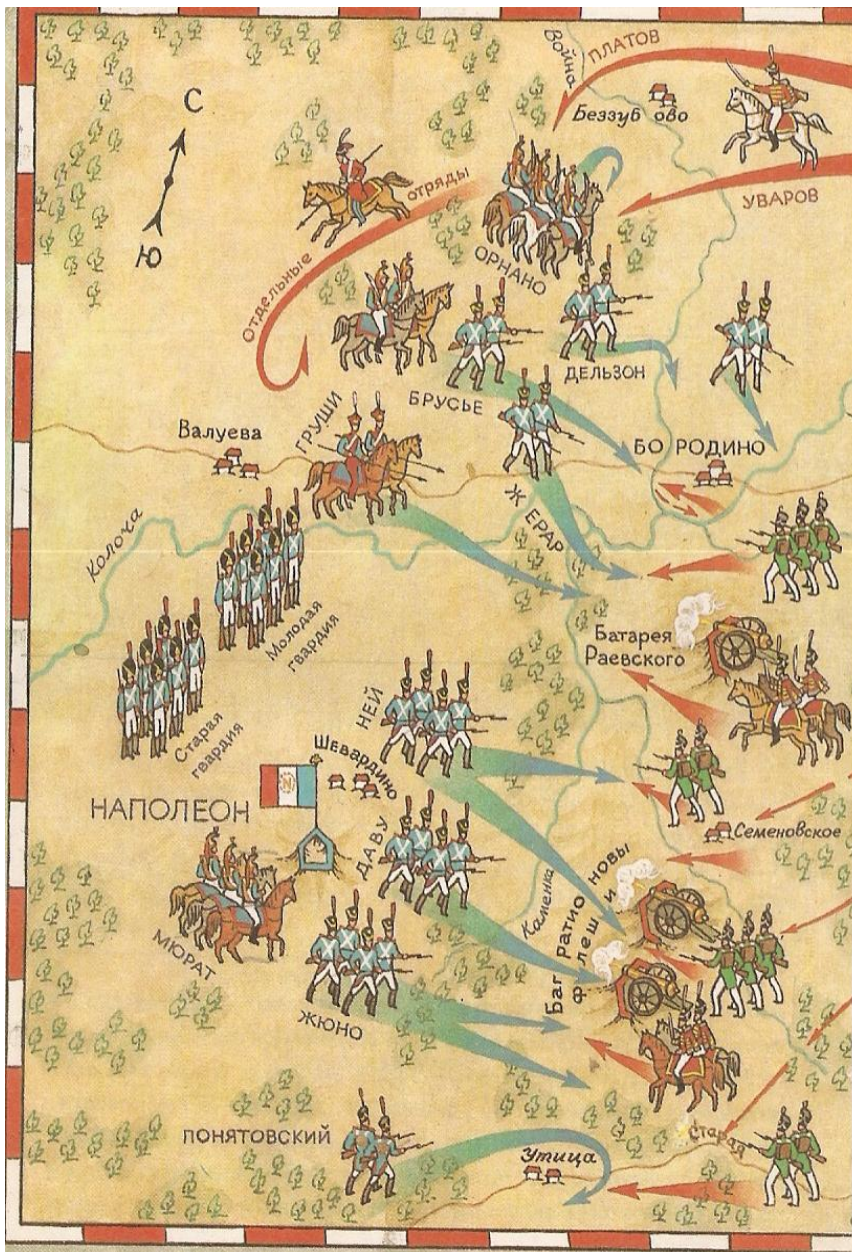 Война
ПЛАТОВ
Беззубово
С
Ю
УВАРОВ
Отдельные отряды
ОРНАНО
ДЕЛЬЗОН
БРУСЬЕ
ГРУШИ
Валуева
БОРОДИНО
ЖЕРАР
Колоча
Молодая
гвардия
Батарея
Раевского
Старая
гвардия
НЕЙ
Шевардино
N
НАПОЛЕОН
Семеновское
ДАВУ
Каменка
Багратионовы
флеши
МЮРАТ
ЖЮНО
ПОНЯТОВСКИЙ
Утица
Старая